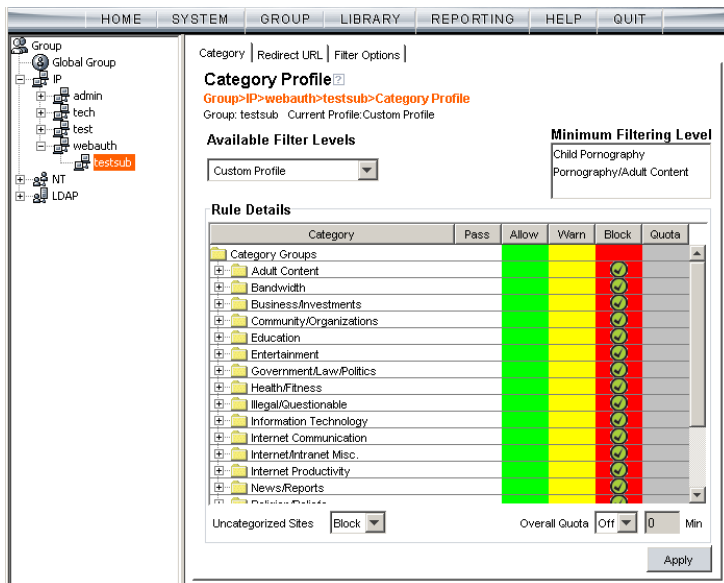 HOME SYSTEM GROUP LIBRARY REPORTING HELP QUIT
Group
Global Group
IP
admin
tech
test
webauth
testsub
NT
LDAP
Category Redirect URL Filter Options
Category Profile ?
Group>IP>webauth>testsub>Category Profile
Group: testsub Current Profile:Custom Profile
Available Filter Levels
Custom Profile
Minimum Filtering Level
Child Pornography
Pornography/Adult Content
Rule Details
Category Pass Allow Warn Block Quota
Category Groups
Adult Content
Bandwidth
Business/Investments
Community/Organizations
Education
Entertainment
Government/Law/Politics
Health/Fitness
Illegal/Questionable
Information Technology
Internet Communication
Internet/Intranet Misc.
Internet Productivity
News/Reports
Religion/Beliefs
Uncategorized Sites Block Overall Quota Off 0 Min
Apply